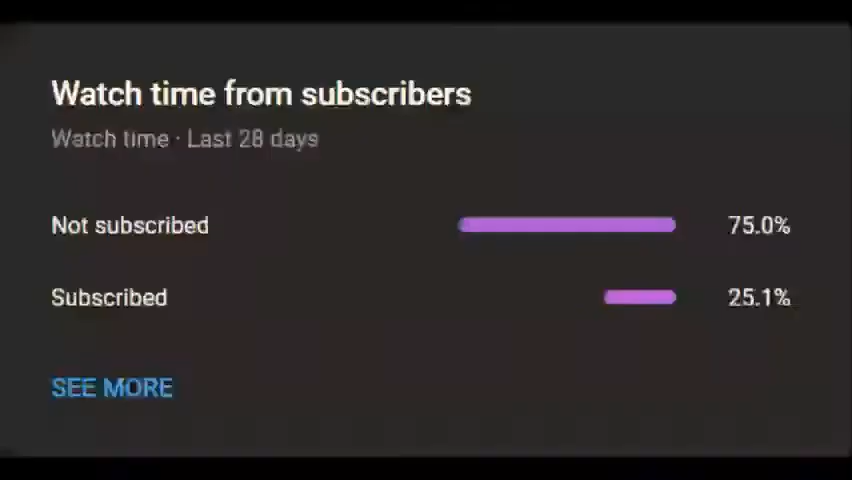 Watch time from subscribers
Watch time · Last 28 days
Not subscribed 75.0%
Subscribed 25.1%
SEE MORE